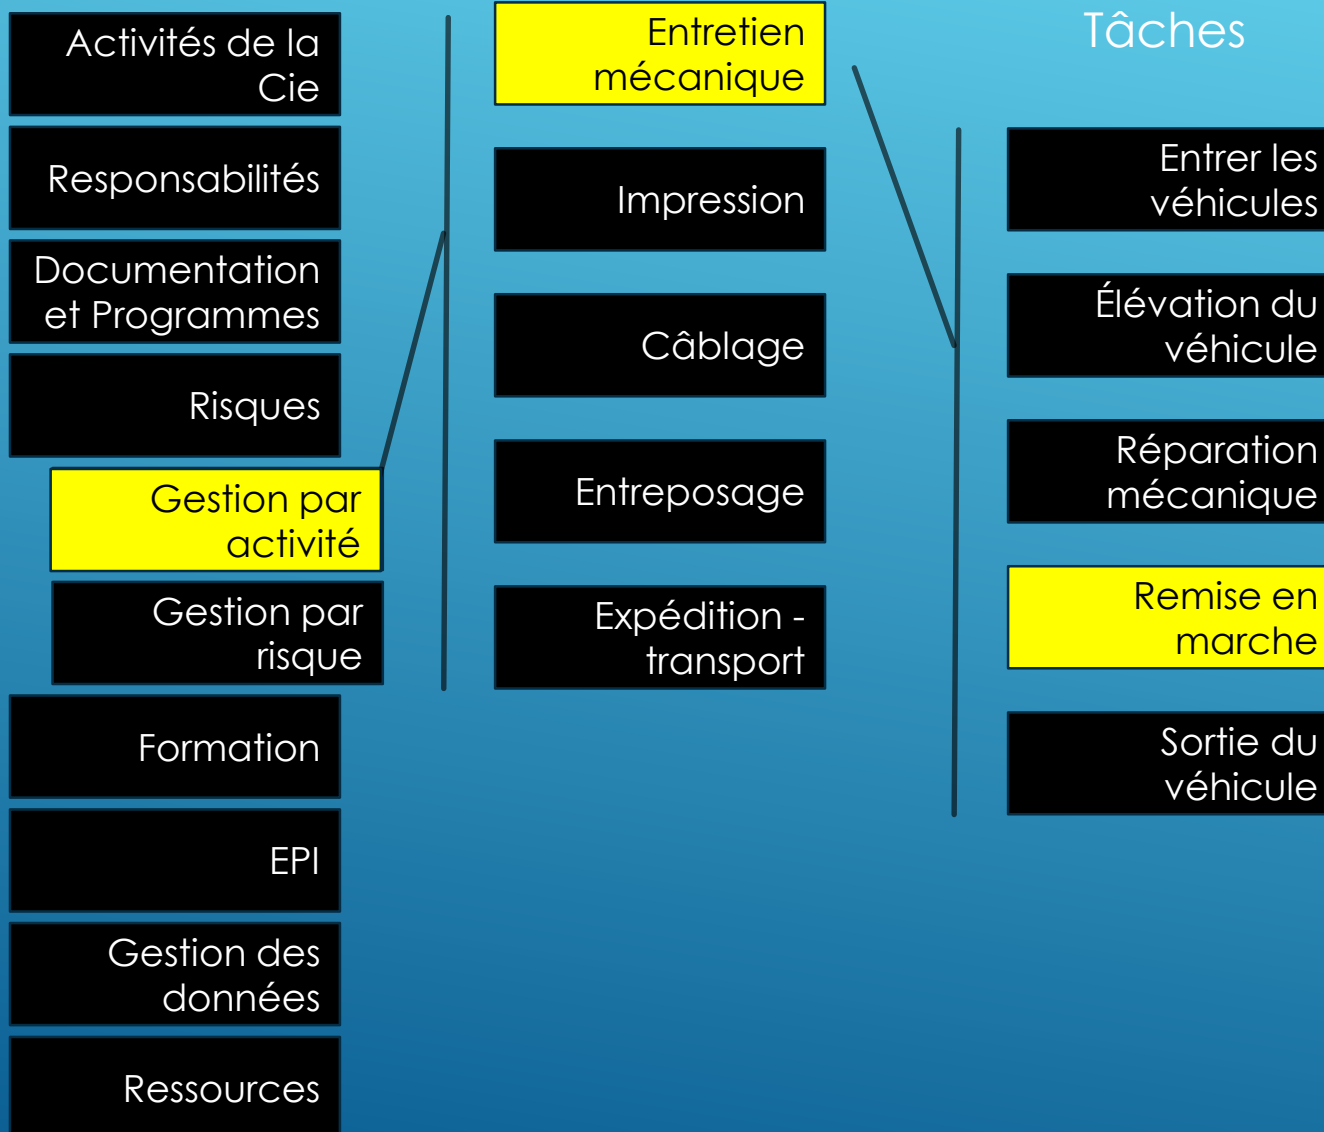 Activités de la
Cie
Responsabilités
Documentation
et Programmes
Risques
Gestion par
activité
Gestion par
risque
Formation
EPI
Gestion des
données
Ressources
Entretien
mécanique
Impression
Câblage
Entreposage
Expédition -
transport
Tâches
Entrer les
véhicules
Élévation du
véhicule
Réparation
mécanique
Remise en
marche
Sortie du
véhicule